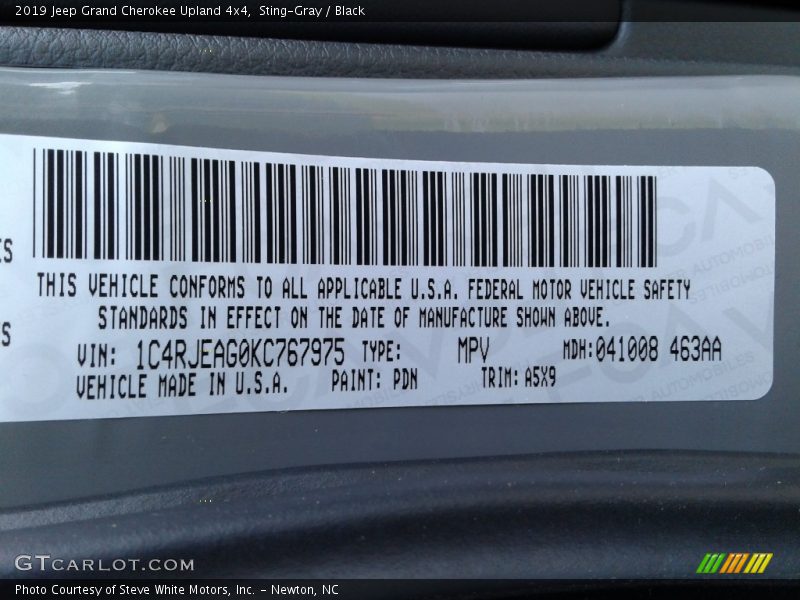 2019 Jeep Grand Cherokee Upland 4x4, Sting-Gray / Black
THIS VEHICLE CONFORMS TO ALL APPLICABLE U.S.A. FEDERAL MOTOR VEHICLE SAFETY
STANDARDS IN EFFECT ON THE DATE OF MANUFACTURE SHOWN ABOVE.
VIN: 1C4RJEAG0KC767975 TYPE: MPV MDH:041008 463AA
VEHICLE MADE IN U.S.A. PAINT: PDN TRIM: A5X9
GTCARLOT.COM
Photo Courtesy of Steve White Motors, Inc. - Newton, NC